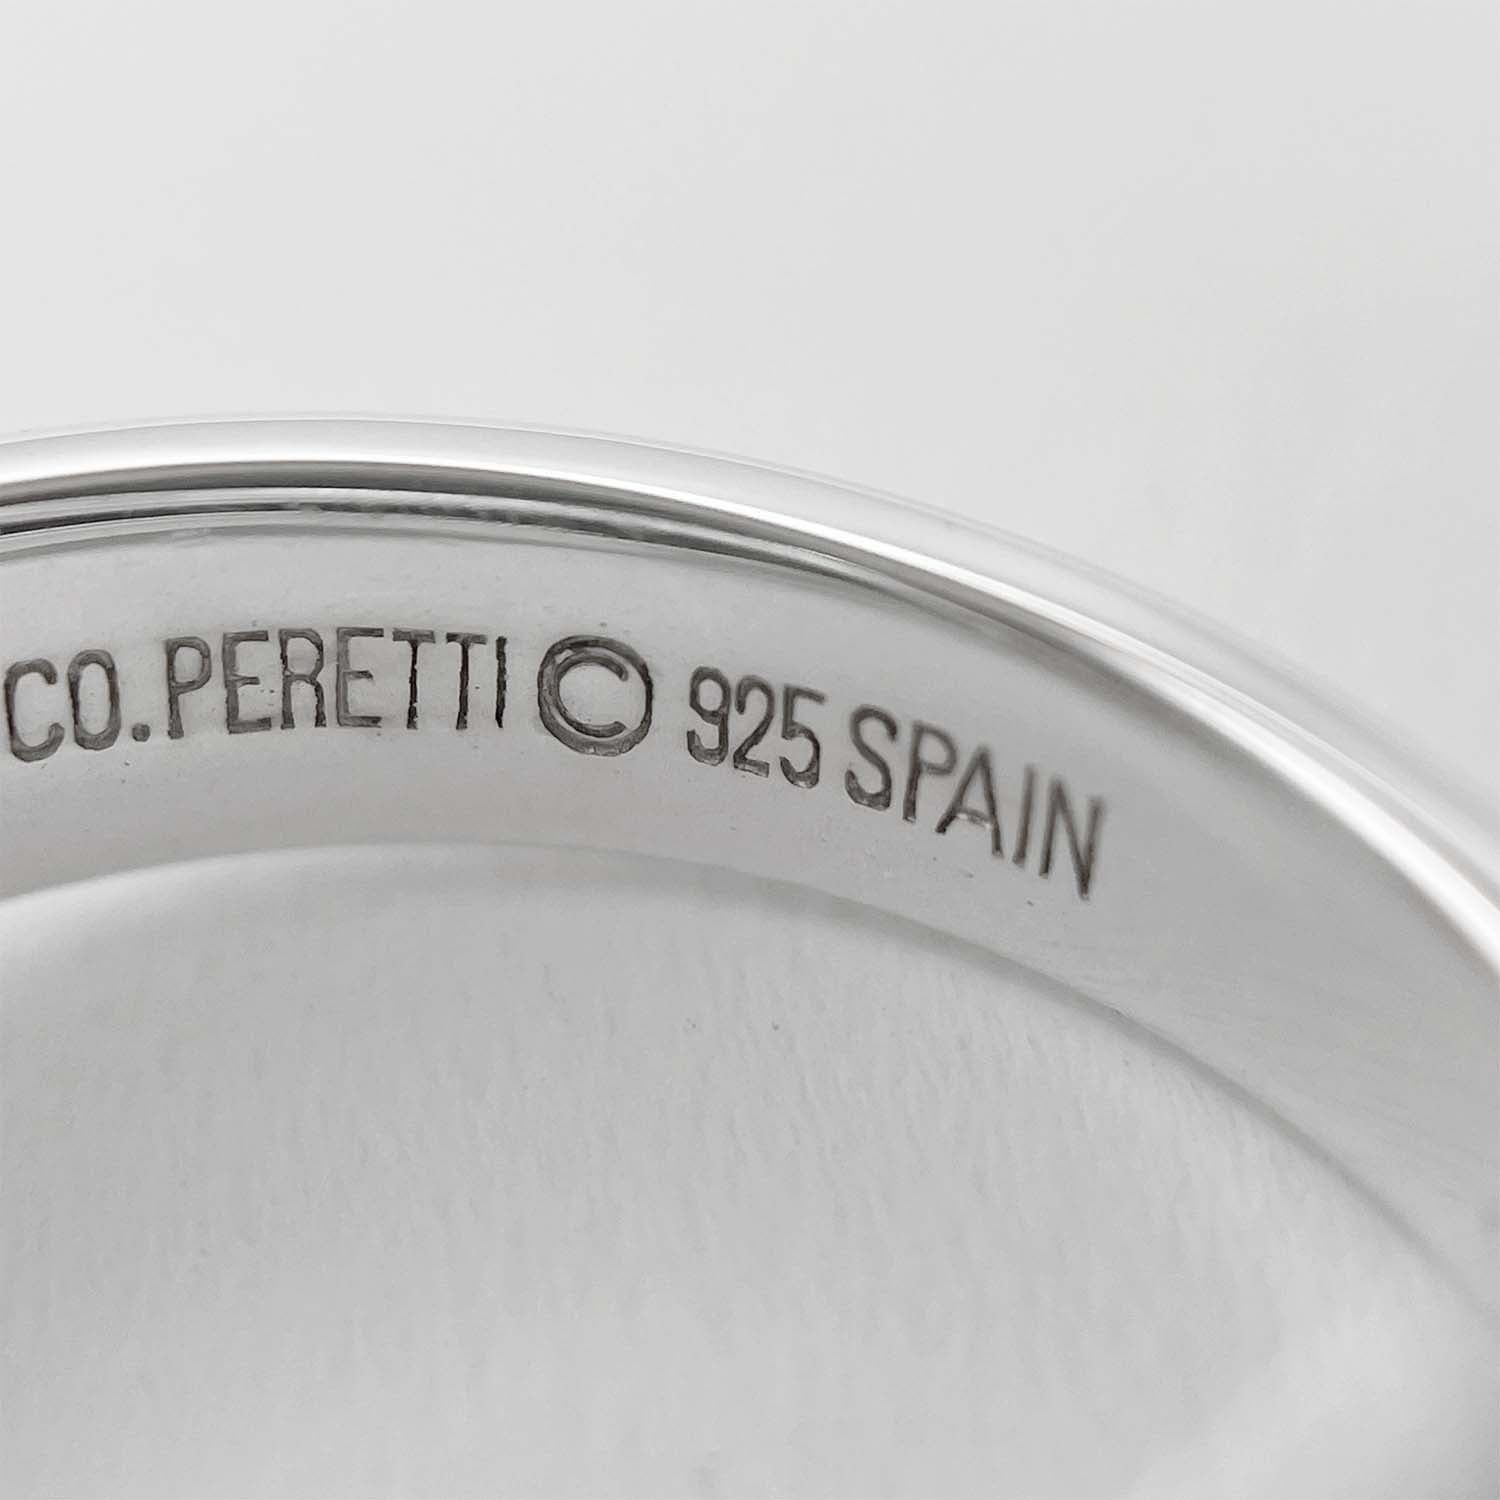 CO. PERETTI © 925 SPAIN